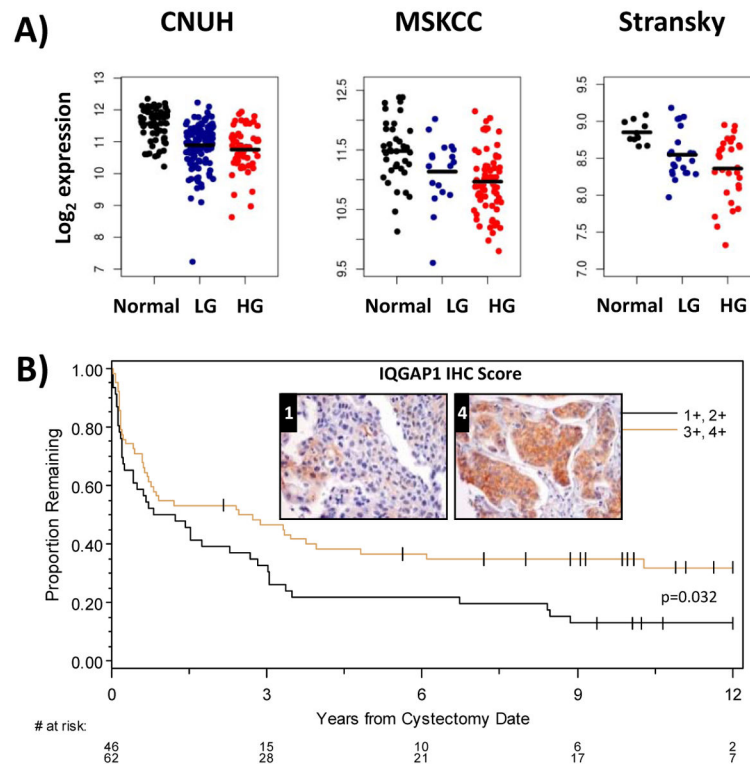 A)
CNUH
MSKCC
Stransky
Log2 expression
13
12
11
10
9
8
7
12.5
11.5
10.5
9.5
9.5
9.0
8.5
8.0
7.5
7.0
Normal LG HG
Normal LG HG
Normal LG HG
B)
IQGAP1 IHC Score
1
4
1+, 2+
3+, 4+
Proportion Remaining
1.00
0.80
0.60
0.40
0.20
0.00
p=0.032
0 3 6 9 12
Years from Cystectomy Date
# at risk:
46 15 10 6 2
62 28 21 17 7